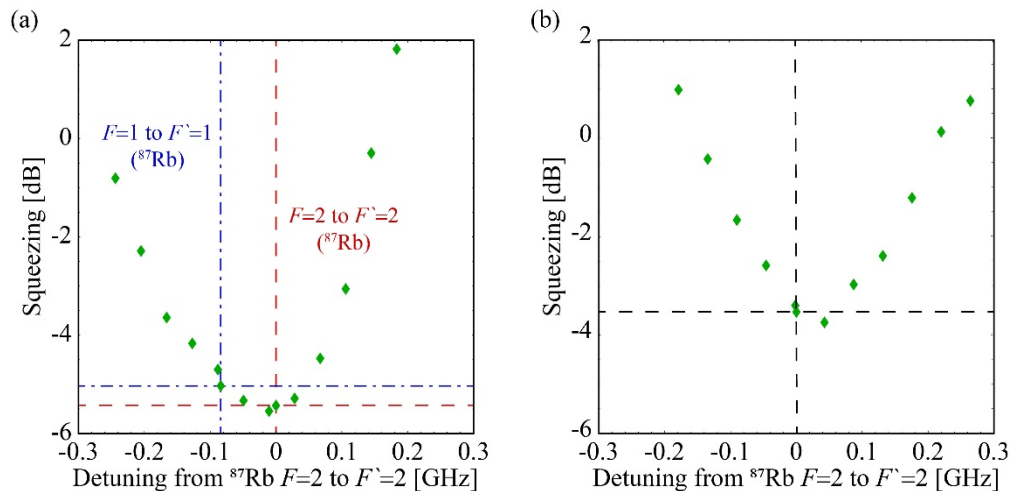 (a)
2
0
-2
-4
-6
Squeezing [dB]
F=1 to F`=1
(⁸⁷Rb)
F=2 to F`=2
(⁸⁷Rb)
-0.3 -0.2 -0.1 0 0.1 0.2 0.3
Detuning from ⁸⁷Rb F=2 to F`=2 [GHz]
(b)
2
0
-2
-4
-6
Squeezing [dB]
-0.3 -0.2 -0.1 0 0.1 0.2 0.3
Detuning from ⁸⁷Rb F=2 to F`=2 [GHz]